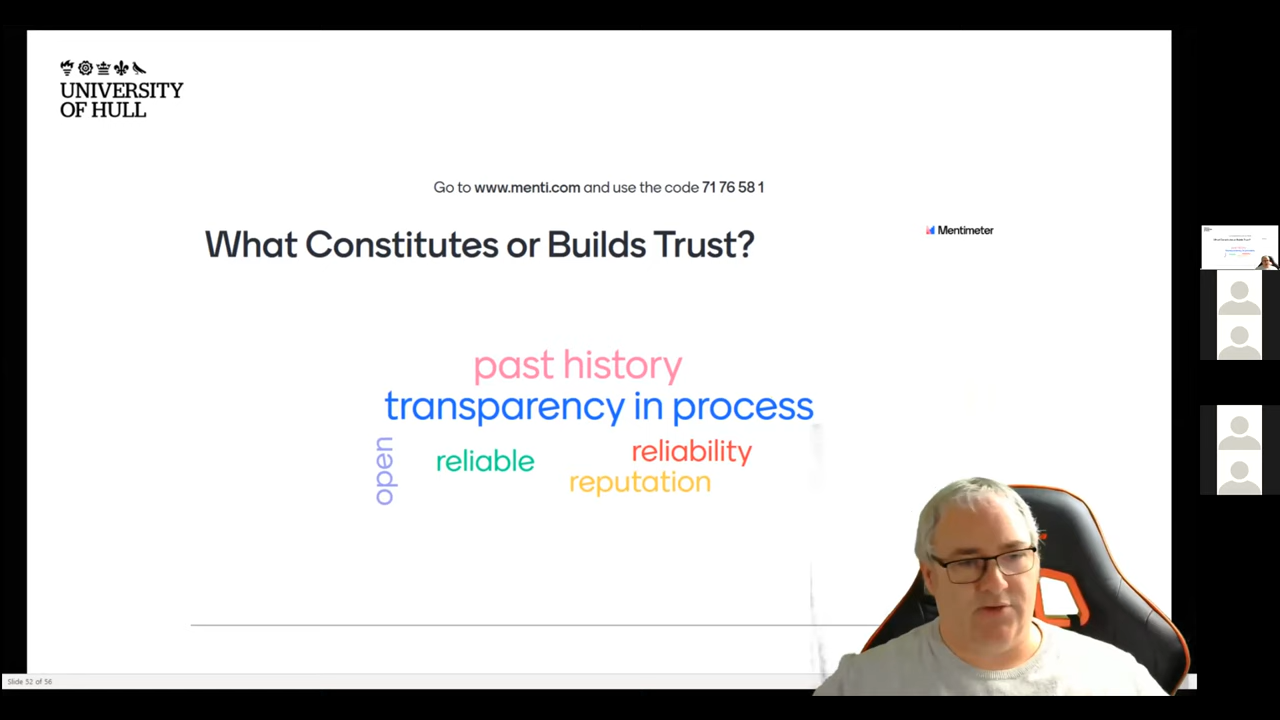 UNIVERSITY
OF HULL
Go to www.menti.com and use the code 71 76 58 1
What Constitutes or Builds Trust?
Mentimeter
past history
transparency in process
open
reliable
reliability
reputation
Slide 52 of 56